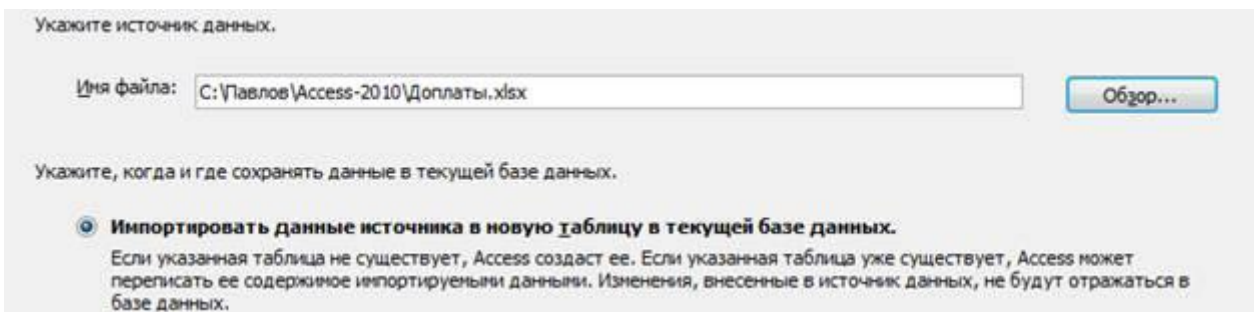 Укажите источник данных.
Имя файла: C:\Павлов\Access-2010\Доплаты.xlsx Обзор...
Укажите, когда и где сохранять данные в текущей базе данных.
Импортировать данные источника в новую таблицу в текущей базе данных.
Если указанная таблица не существует, Access создаст ее. Если указанная таблица уже существует, Access может
переписать ее содержимое импортируемыми данными. Изменения, внесенные в источник данных, не будут отражаться в
базе данных.